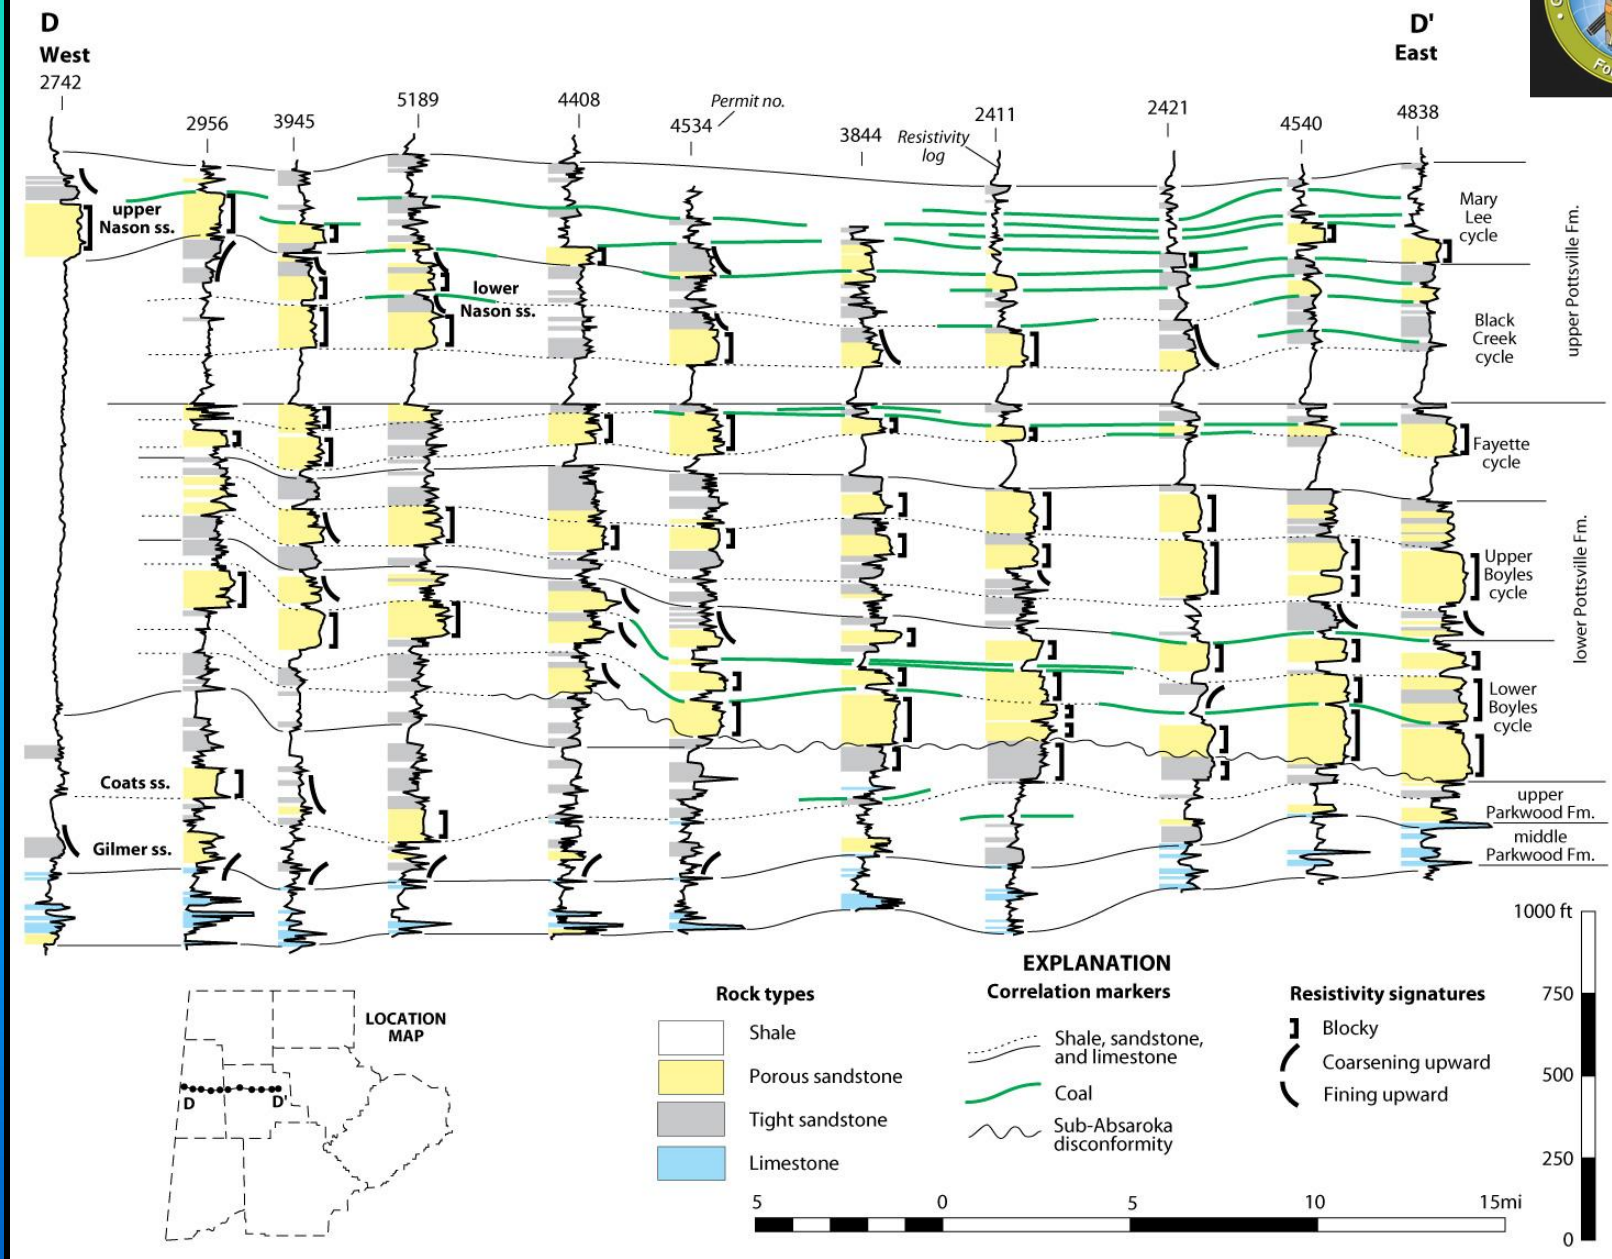 D
West
D'
East
2742
2956
3945
5189
4408
4534
Permit no.
3844
Resistivity
log
2411
2421
4540
4838
upper
Nason ss.
lower
Nason ss.
Mary
Lee
cycle
Black
Creek
cycle
upper Pottsville Fm.
Fayette
cycle
Upper
Boyles
cycle
lower Pottsville Fm.
Lower
Boyles
cycle
Coats ss.
Gilmer ss.
upper
Parkwood Fm.
middle
Parkwood Fm.
LOCATION
MAP
D
D'
EXPLANATION
Rock types
Shale
Porous sandstone
Tight sandstone
Limestone
Correlation markers
Shale, sandstone,
and limestone
Coal
Sub-Absaroka
disconformity
Resistivity signatures
Blocky
Coarsening upward
Fining upward
1000 ft
750
500
250
0
5
0
5
10
15mi